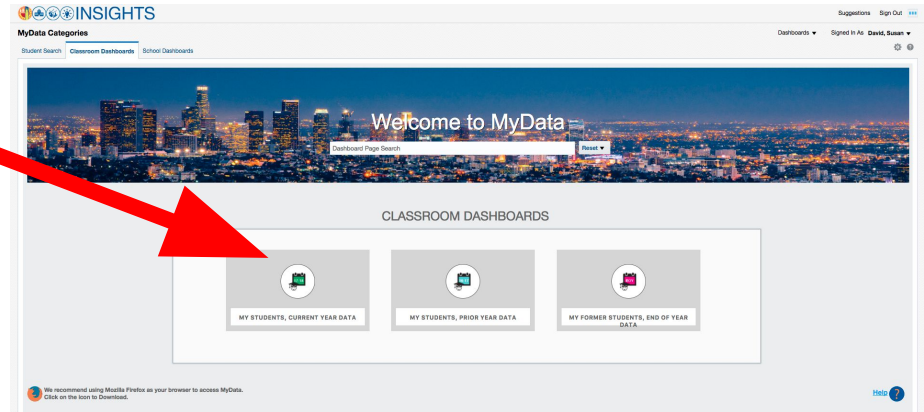 INSIGHTS
Suggestions Sign Out
MyData Categories
Dashboards Signed In As David, Susan
Student Search Classroom Dashboards School Dashboards
Welcome to MyData
Dashboard Page Search Reset
CLASSROOM DASHBOARDS
MY STUDENTS, CURRENT YEAR DATA
MY STUDENTS, PRIOR YEAR DATA
MY FORMER STUDENTS, END OF YEAR
DATA
We recommend using Mozilla Firefox as your browser to access MyData.
Click on the icon to Download.
Help ?